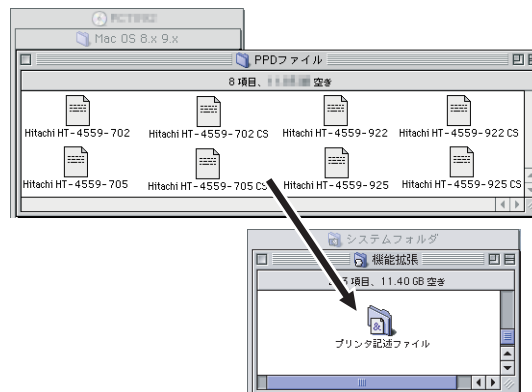 Mac OS 8.x 9.x
PPDファイル
8 項目、 空き
Hitachi HT-4559-702 Hitachi HT-4559-702 CS Hitachi HT-4559-922 Hitachi HT-4559-922 CS
Hitachi HT-4559-705 Hitachi HT-4559-705 CS Hitachi HT-4559-925 Hitachi HT-4559-925 CS
システムフォルダ
機能拡張
項目、11.40 GB 空き
プリンタ記述ファイル